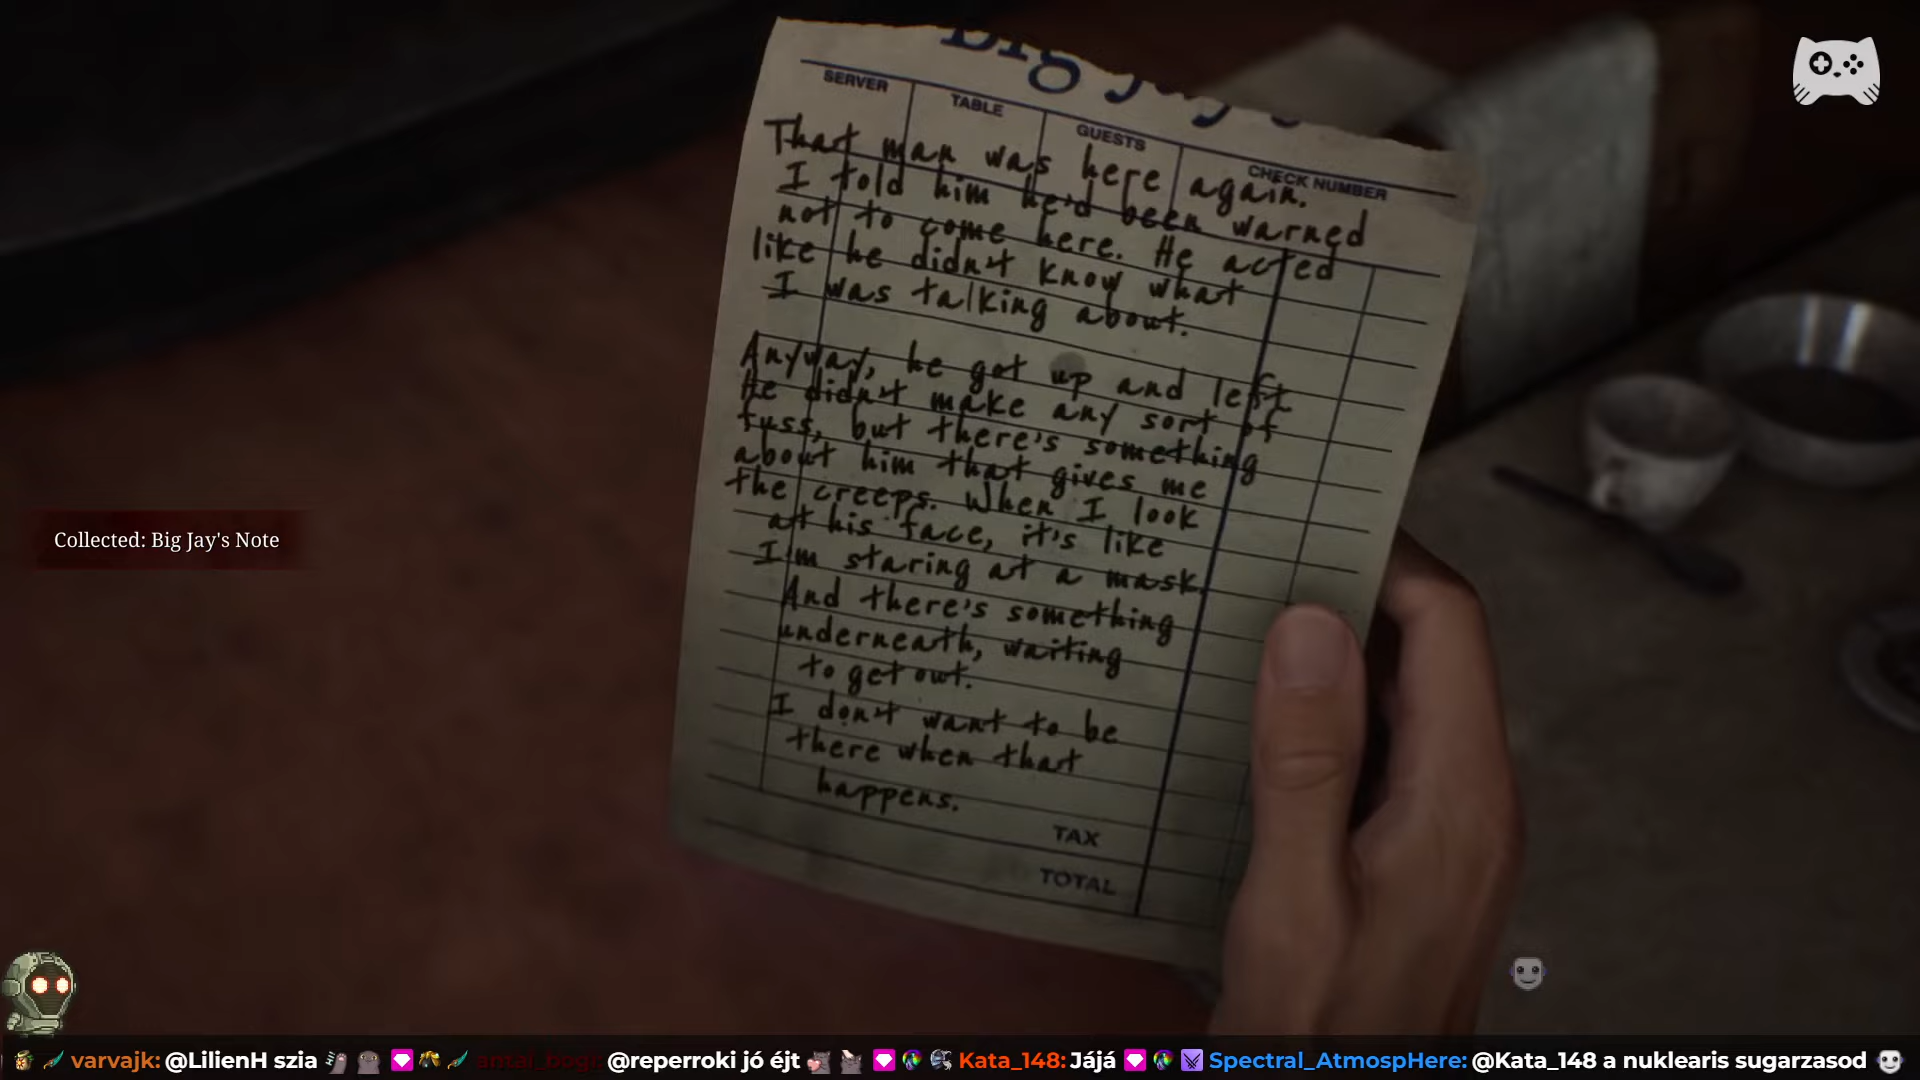 Big Jay's
SERVER TABLE GUESTS CHECK NUMBER
That man was here again.
I told him he'd been warned
not to come here. He acted
like he didn't know what
I was talking about.
Anyway, he got up and left
He didn't make any sort of
fuss, but there's something
about him that gives me
the creeps. When I look
at his face, it's like
I'm staring at a mask.
And there's something
underneath, waiting
to get out.
I don't want to be
there when that
happens.
TAX
TOTAL
Collected: Big Jay's Note
varvajk: @LilienH szia antal_bogi: @reperroki jó éjt Kata_148: Jájá Spectral_AtmospHere: @Kata_148 a nuklearis sugarzasod